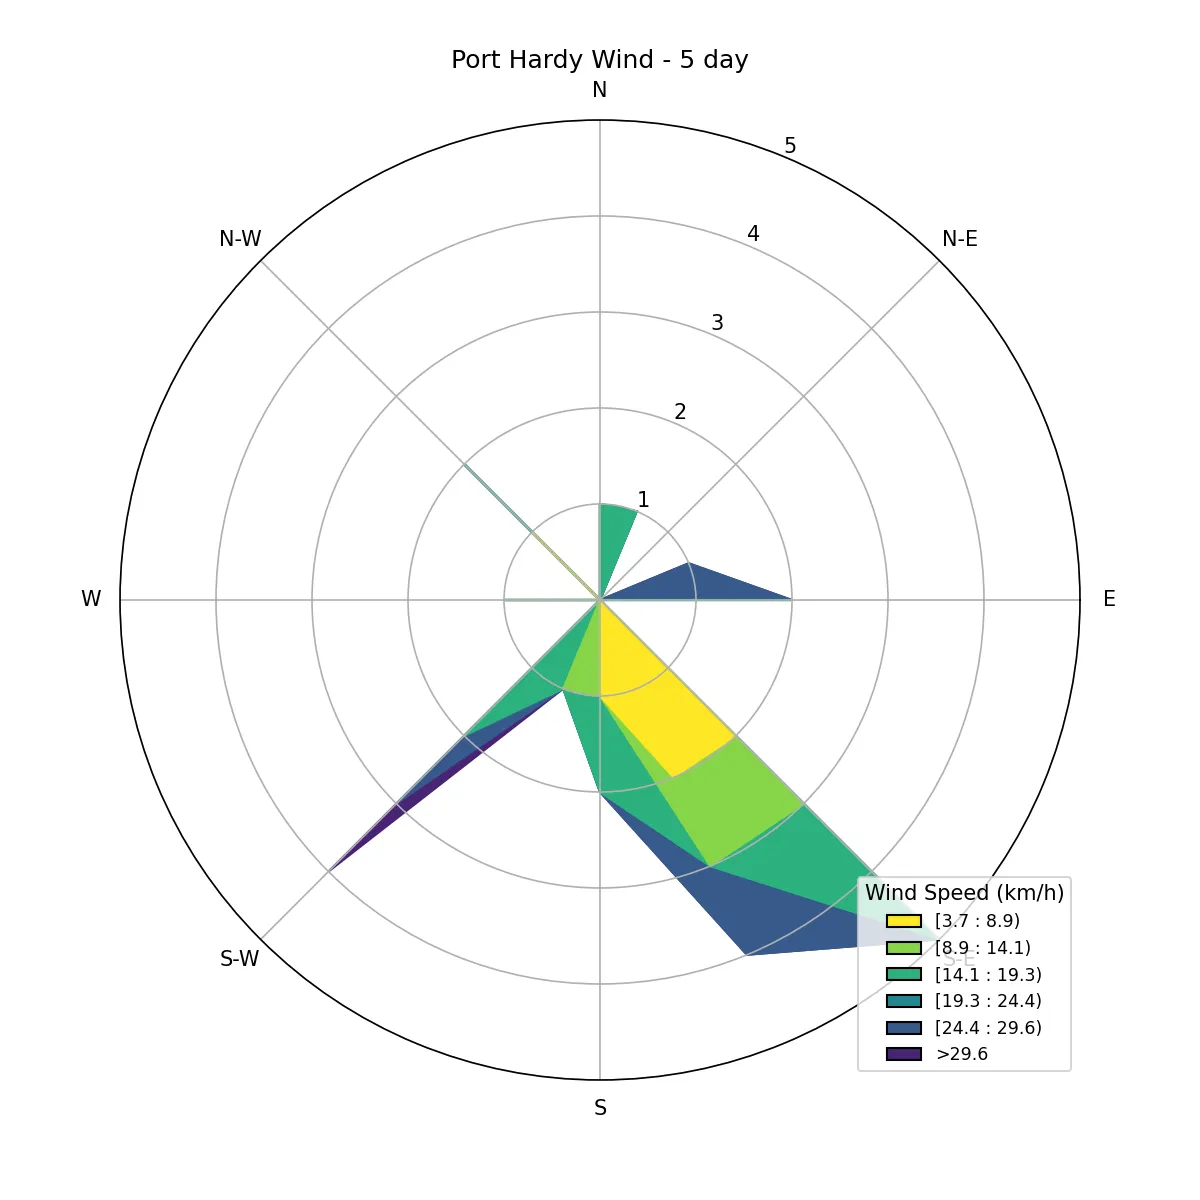 Port Hardy Wind - 5 day
N
5
N-W
N-E
4
3
2
1
W
E
Wind Speed (km/h)
[3.7 : 8.9)
[8.9 : 14.1)
S-W
S-E
[14.1 : 19.3)
[19.3 : 24.4)
[24.4 : 29.6)
>29.6
S